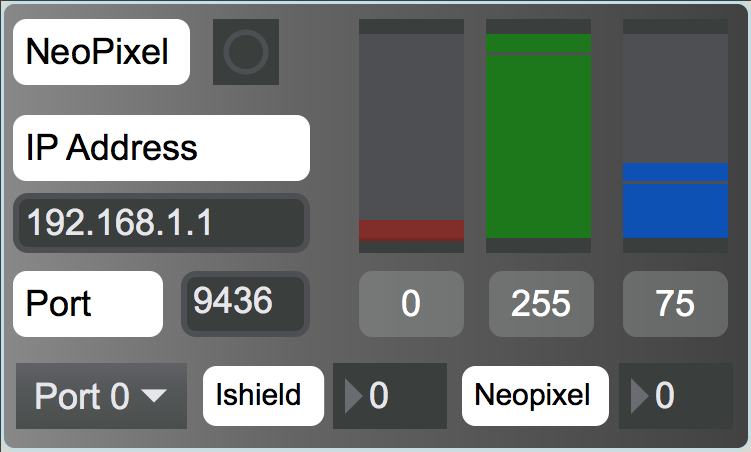 NeoPixel
IP Address
192.168.1.1
Port 9436
0 255 75
Port 0 Ishield 0 Neopixel 0